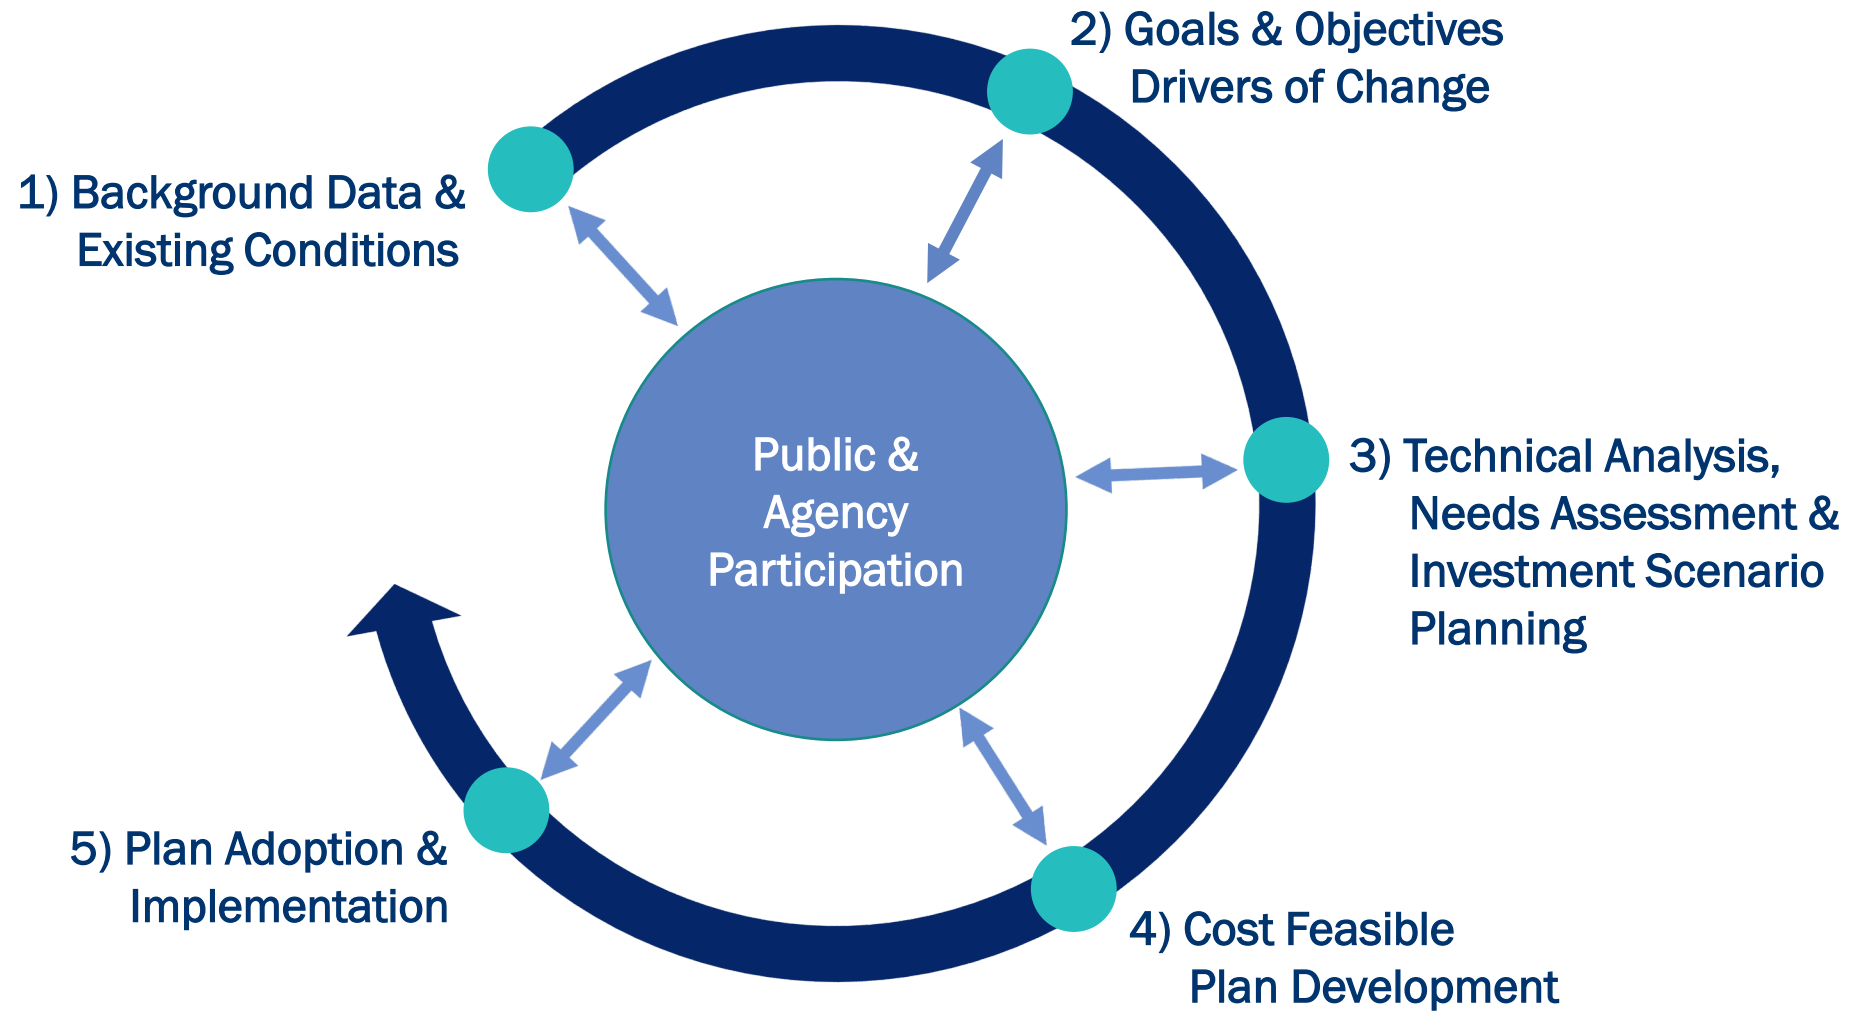 1) Background Data &
Existing Conditions
2) Goals & Objectives
Drivers of Change
3) Technical Analysis,
Needs Assessment &
Investment Scenario
Planning
4) Cost Feasible
Plan Development
5) Plan Adoption &
Implementation
Public &
Agency
Participation